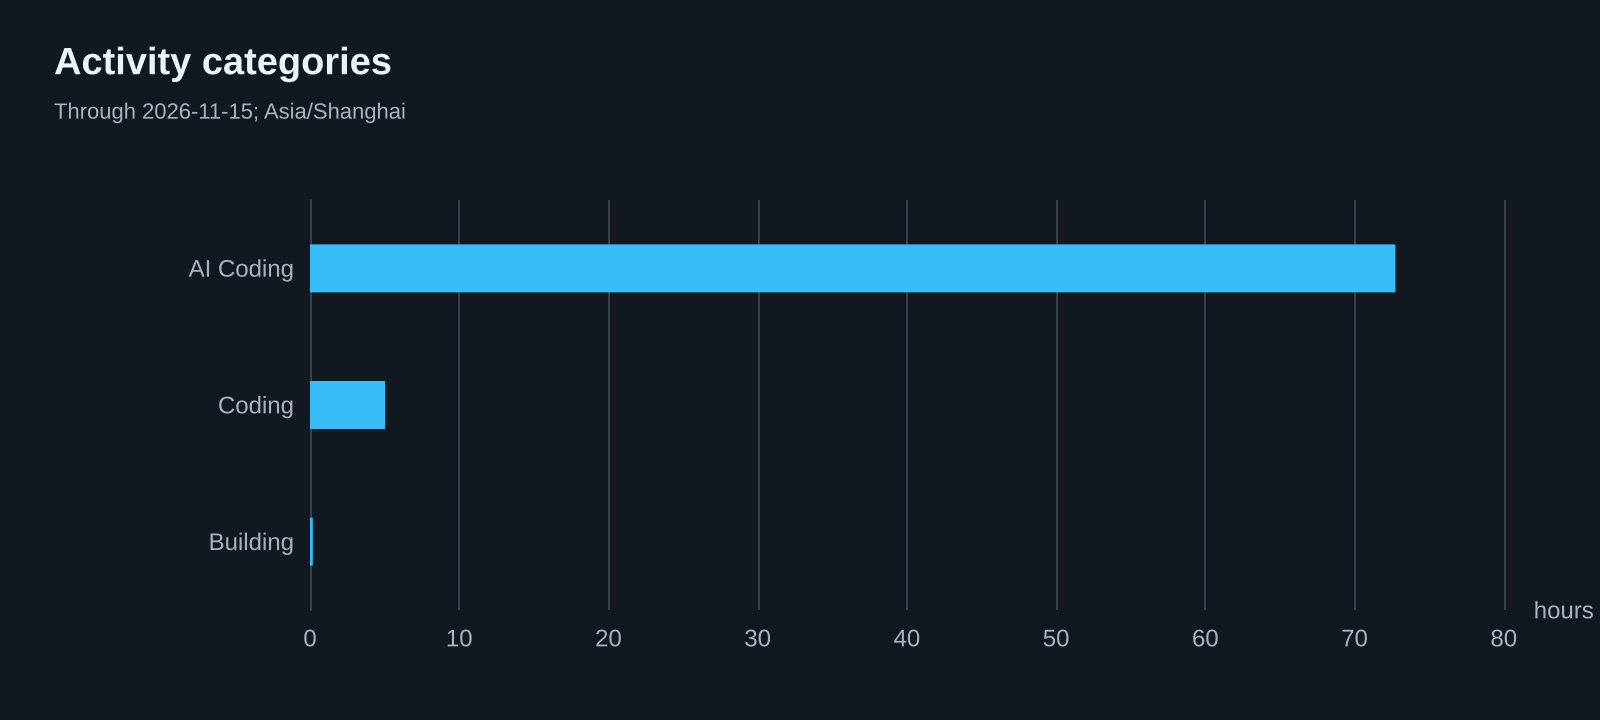 Activity categories
Through 2026-11-15; Asia/Shanghai
AI Coding
Coding
Building
hours
0 10 20 30 40 50 60 70 80